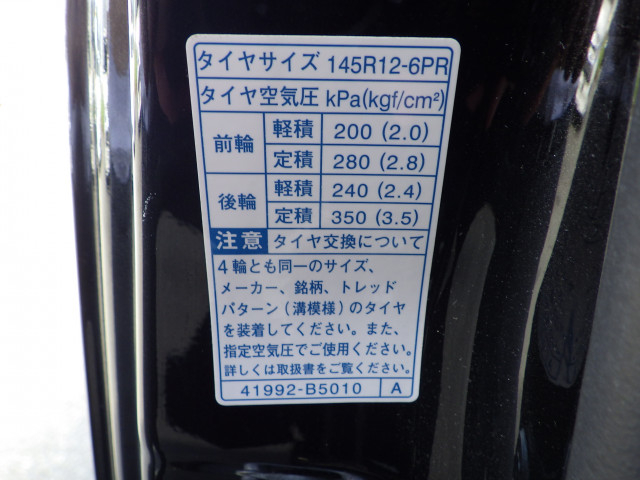 タイヤサイズ 145R12-6PR
タイヤ空気圧 kPa(kgf/cm²)
前輪 軽積 200 (2.0)
定積 280 (2.8)
後輪 軽積 240 (2.4)
定積 350 (3.5)
注意 タイヤ交換について
4輪とも同一のサイズ、
メーカー、銘柄、トレッド
パターン(溝模様)のタイヤ
を装着してください。また、
指定空気圧でご使用ください。
詳しくは取扱書をご覧ください。
41992-B5010 A